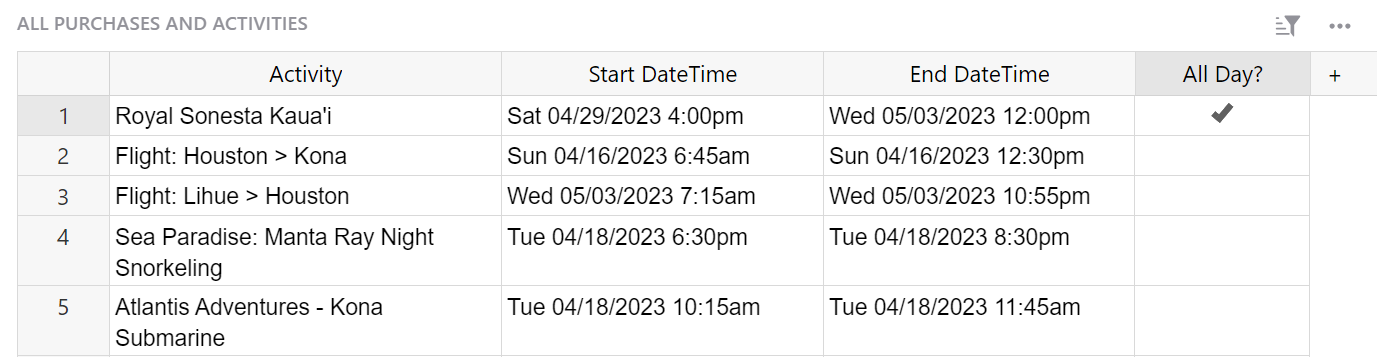 ALL PURCHASES AND ACTIVITIES
Activity Start DateTime End DateTime All Day? +
1 Royal Sonesta Kaua'i Sat 04/29/2023 4:00pm Wed 05/03/2023 12:00pm ✔
2 Flight: Houston > Kona Sun 04/16/2023 6:45am Sun 04/16/2023 12:30pm
3 Flight: Lihue > Houston Wed 05/03/2023 7:15am Wed 05/03/2023 10:55pm
4 Sea Paradise: Manta Ray Night Tue 04/18/2023 6:30pm Tue 04/18/2023 8:30pm
Snorkeling
5 Atlantis Adventures - Kona Tue 04/18/2023 10:15am Tue 04/18/2023 11:45am
Submarine